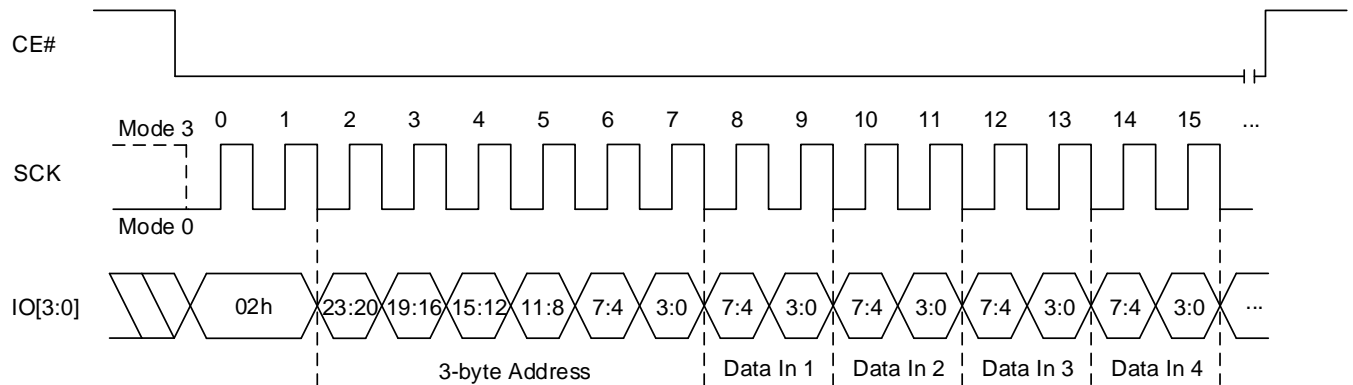 CE#
Mode 3 0 1 2 3 4 5 6 7 8 9 10 11 12 13 14 15 ...
SCK
Mode 0
IO[3:0] 02h 23:20 19:16 15:12 11:8 7:4 3:0 7:4 3:0 7:4 3:0 7:4 3:0 7:4 3:0 ...
3-byte Address Data In 1 Data In 2 Data In 3 Data In 4